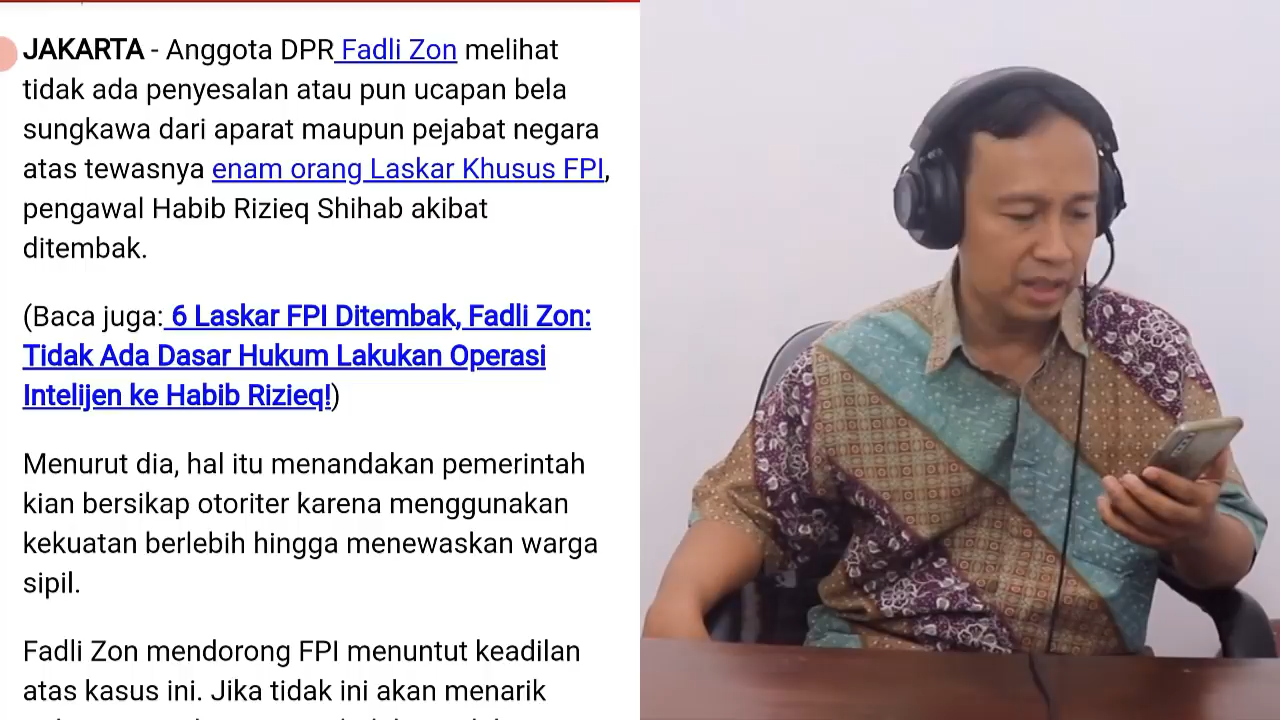 JAKARTA - Anggota DPR Fadli Zon melihat
tidak ada penyesalan atau pun ucapan bela
sungkawa dari aparat maupun pejabat negara
atas tewasnya enam orang Laskar Khusus FPI,
pengawal Habib Rizieq Shihab akibat
ditembak.
(Baca juga: 6 Laskar FPI Ditembak, Fadli Zon:
Tidak Ada Dasar Hukum Lakukan Operasi
Intelijen ke Habib Rizieq!)
Menurut dia, hal itu menandakan pemerintah
kian bersikap otoriter karena menggunakan
kekuatan berlebih hingga menewaskan warga
sipil.
Fadli Zon mendorong FPI menuntut keadilan
atas kasus ini. Jika tidak ini akan menarik